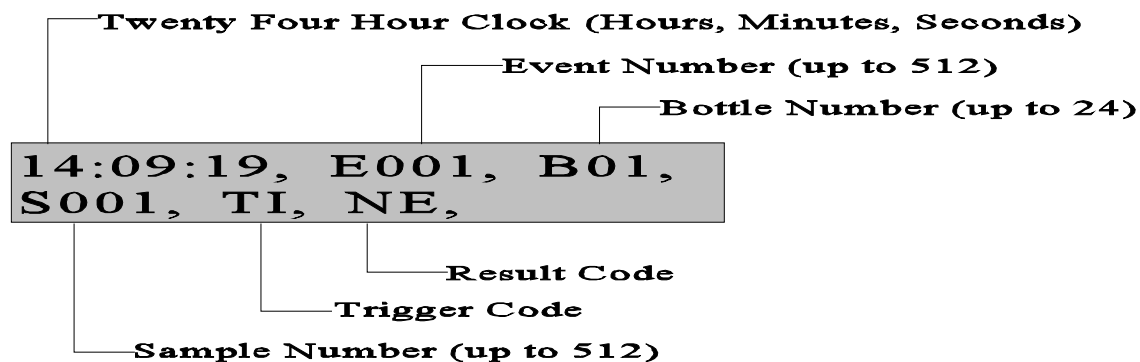 Twenty Four Hour Clock (Hours, Minutes, Seconds)
Event Number (up to 512)
Bottle Number (up to 24)
14:09:19, E001, B01,
S001, TI, NE,
Result Code
Trigger Code
Sample Number (up to 512)